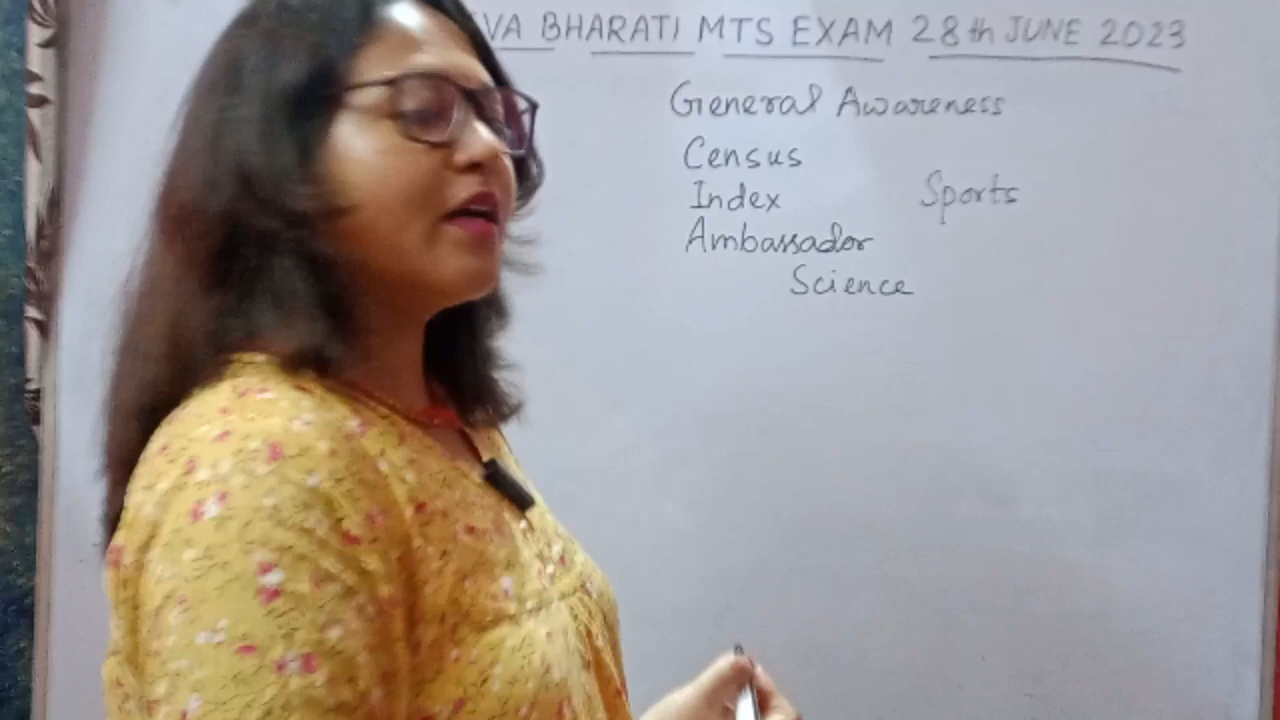 VA BHARATI MTS EXAM 28th JUNE 2023
General Awareness
Census
Index Sports
Ambassador
Science